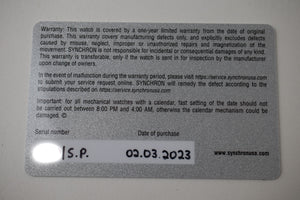 Warranty: This watch is covered by a one-year limited warranty from the date of original
purchase. This warranty covers manufacturing defects only, and explicitly excludes defects
caused by misuse, neglect, improper or unauthorized repairs and magnetization of the
movement. SYNCHRON is not responsible for incidental or consequential damages of any kind.
This warranty is transferable, only if the watch is sent in for inspection by the manufacturer
upon change of owners.
In the event of malfunction during the warranty period, please visit https://service.synchronusa.com
to submit your service request online. SYNCHRON will remedy the defect according to the
stipulations described on https://service.synchronusa.com.
Important: for all mechanical watches with a calendar, fast setting of the date should not
be carried out between 8:00 PM and 4:00 AM, otherwise the calendar mechanism could be
damaged. ©
Serial number
Date of purchase
/S.P.
02.03.2023
www.synchronusa.com